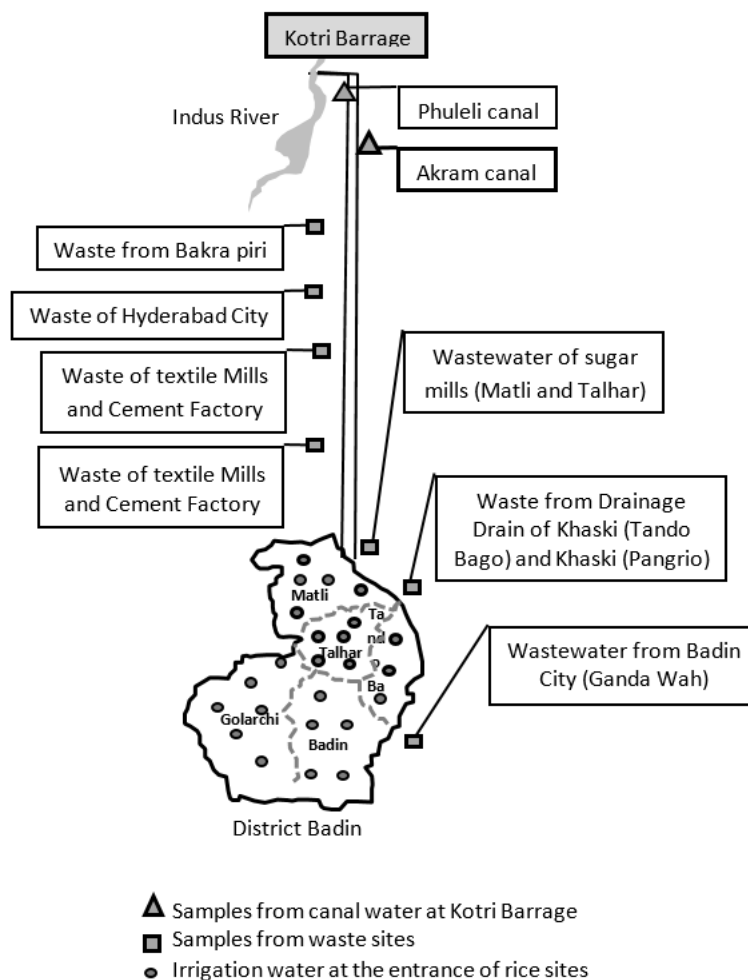 Kotri Barrage
Indus River
Phuleli canal
Akram canal
Waste from Bakra piri
Waste of Hyderabad City
Waste of textile Mills
and Cement Factory
Wastewater of sugar
mills (Matli and Talhar)
Waste of textile Mills
and Cement Factory
Waste from Drainage
Drain of Khaski (Tando
Bago) and Khaski (Pangrio)
Matli
Ta
nd
o
Ba
Talhar
Wastewater from Badin
City (Ganda Wah)
Golarchi
Badin
District Badin
Samples from canal water at Kotri Barrage
Samples from waste sites
Irrigation water at the entrance of rice sites